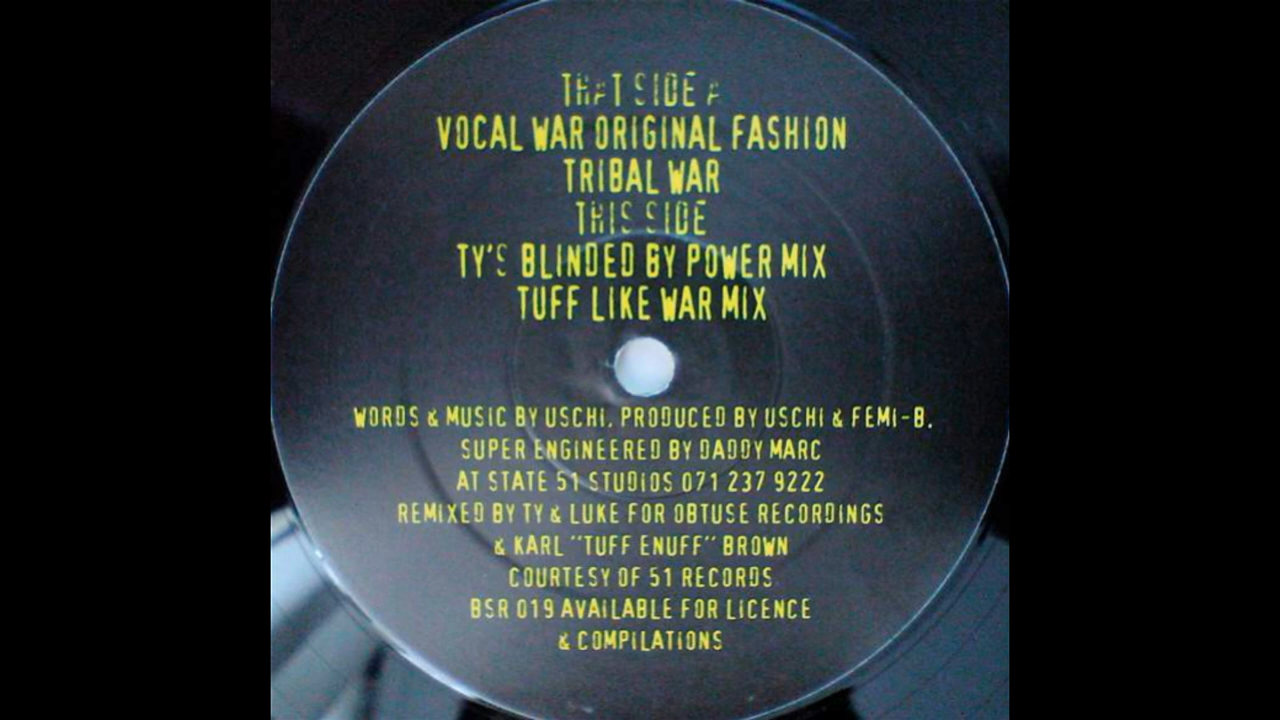 THAT SIDE A
VOCAL WAR ORIGINAL FASHION
TRIBAL WAR
THIS SIDE
TY'S BLINDED BY POWER MIX
TUFF LIKE WAR MIX
WORDS & MUSIC BY USCHI. PRODUCED BY USCHI & FEMI-B.
SUPER ENGINEERED BY DADDY MARC
AT STATE 51 STUDIOS 071 237 9222
REMIXED BY TY & LUKE FOR OBTUSE RECORDINGS
& KARL "TUFF ENUFF" BROWN
COURTESY OF 51 RECORDS
BSR 019 AVAILABLE FOR LICENCE
& COMPILATIONS